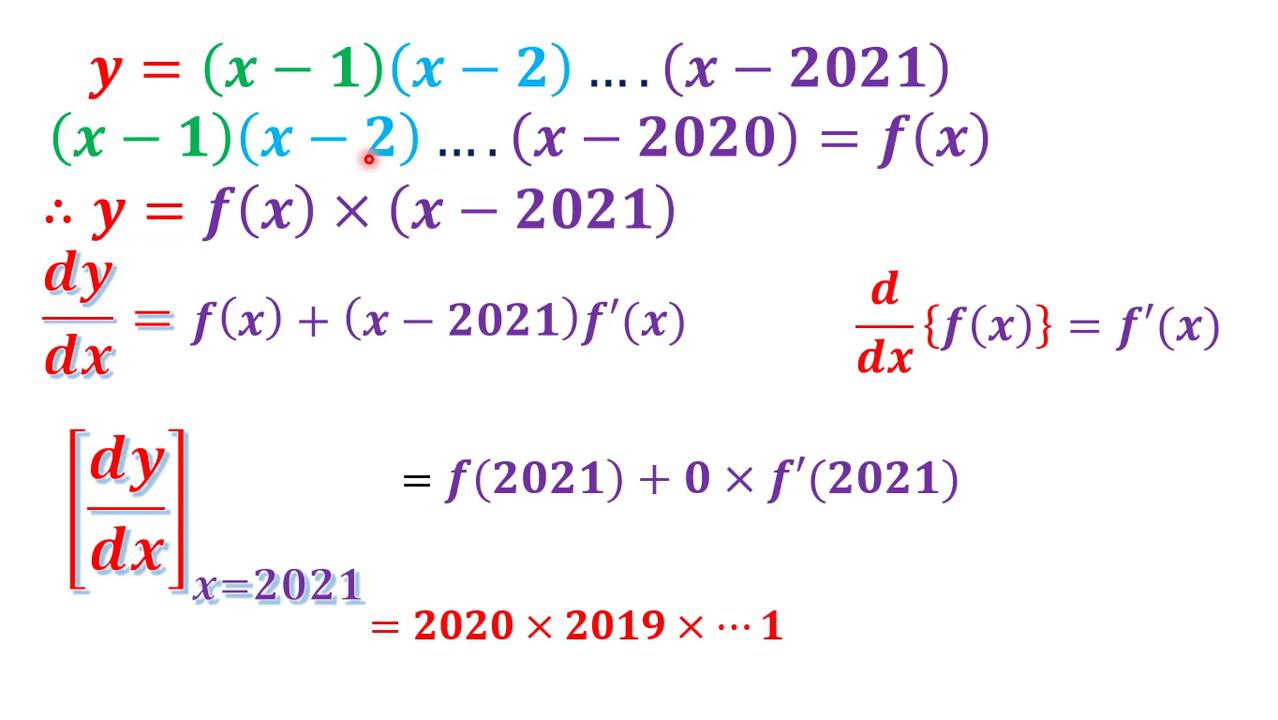 y = (x − 1)(x − 2) … . (x − 2021)
(x − 1)(x − 2) … . (x − 2020) = f(x)
∴ y = f(x) × (x − 2021)
dy/dx = f(x) + (x − 2021)f′(x)
d/dx {f(x)} = f′(x)
[dy/dx]x=2021 = f(2021) + 0 × f′(2021)
= 2020 × 2019 × ⋯ 1